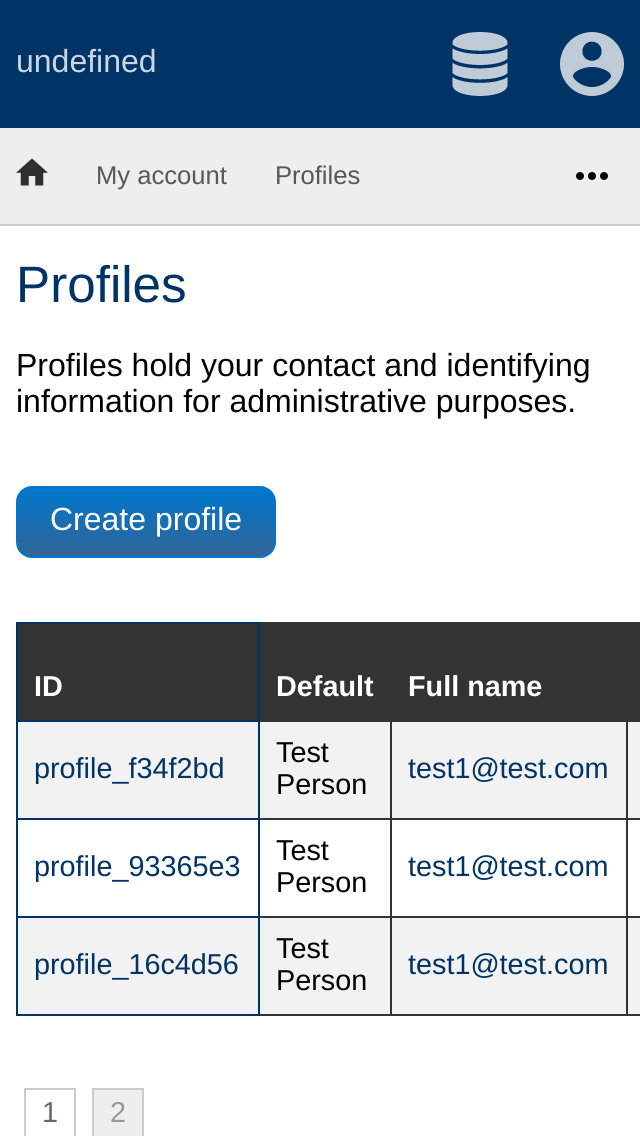 undefined
My account Profiles
Profiles
Profiles hold your contact and identifying
information for administrative purposes.
Create profile
ID Default Full name
profile_f34f2bd Test Person test1@test.com
profile_93365e3 Test Person test1@test.com
profile_16c4d56 Test Person test1@test.com
1 2